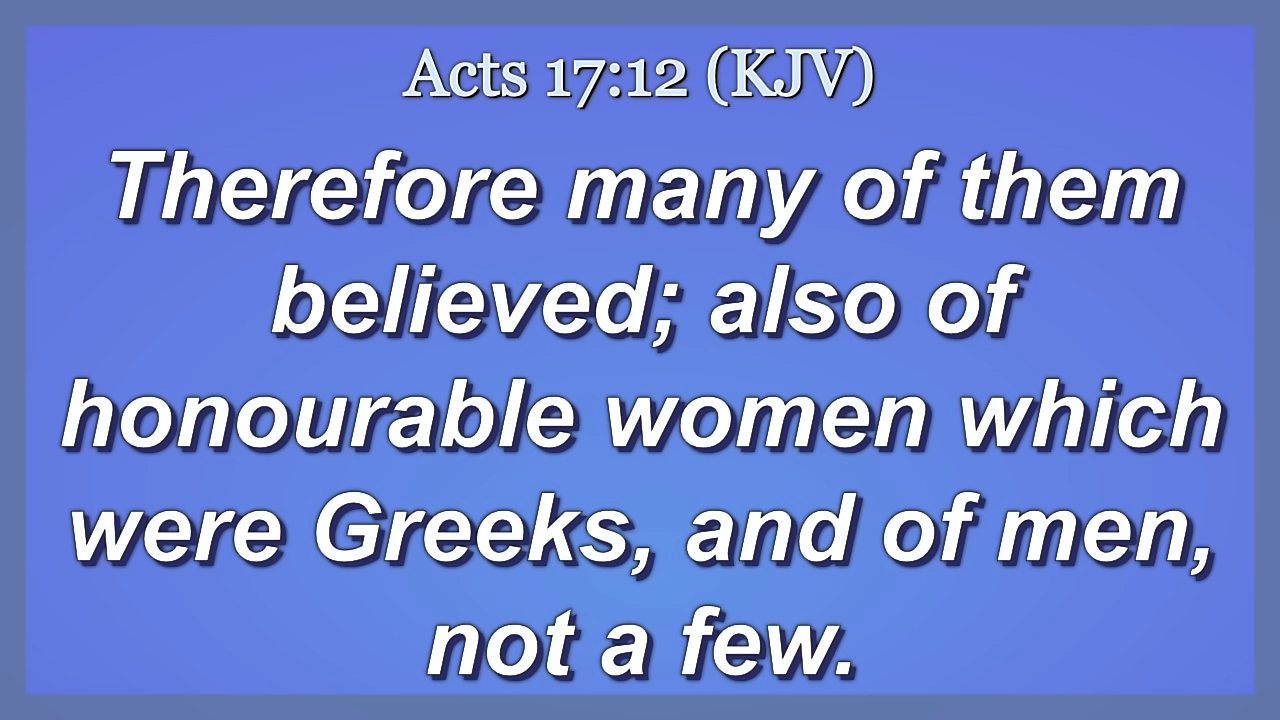 Acts 17:12 (KJV)
Therefore many of them
believed; also of
honourable women which
were Greeks, and of men,
not a few.